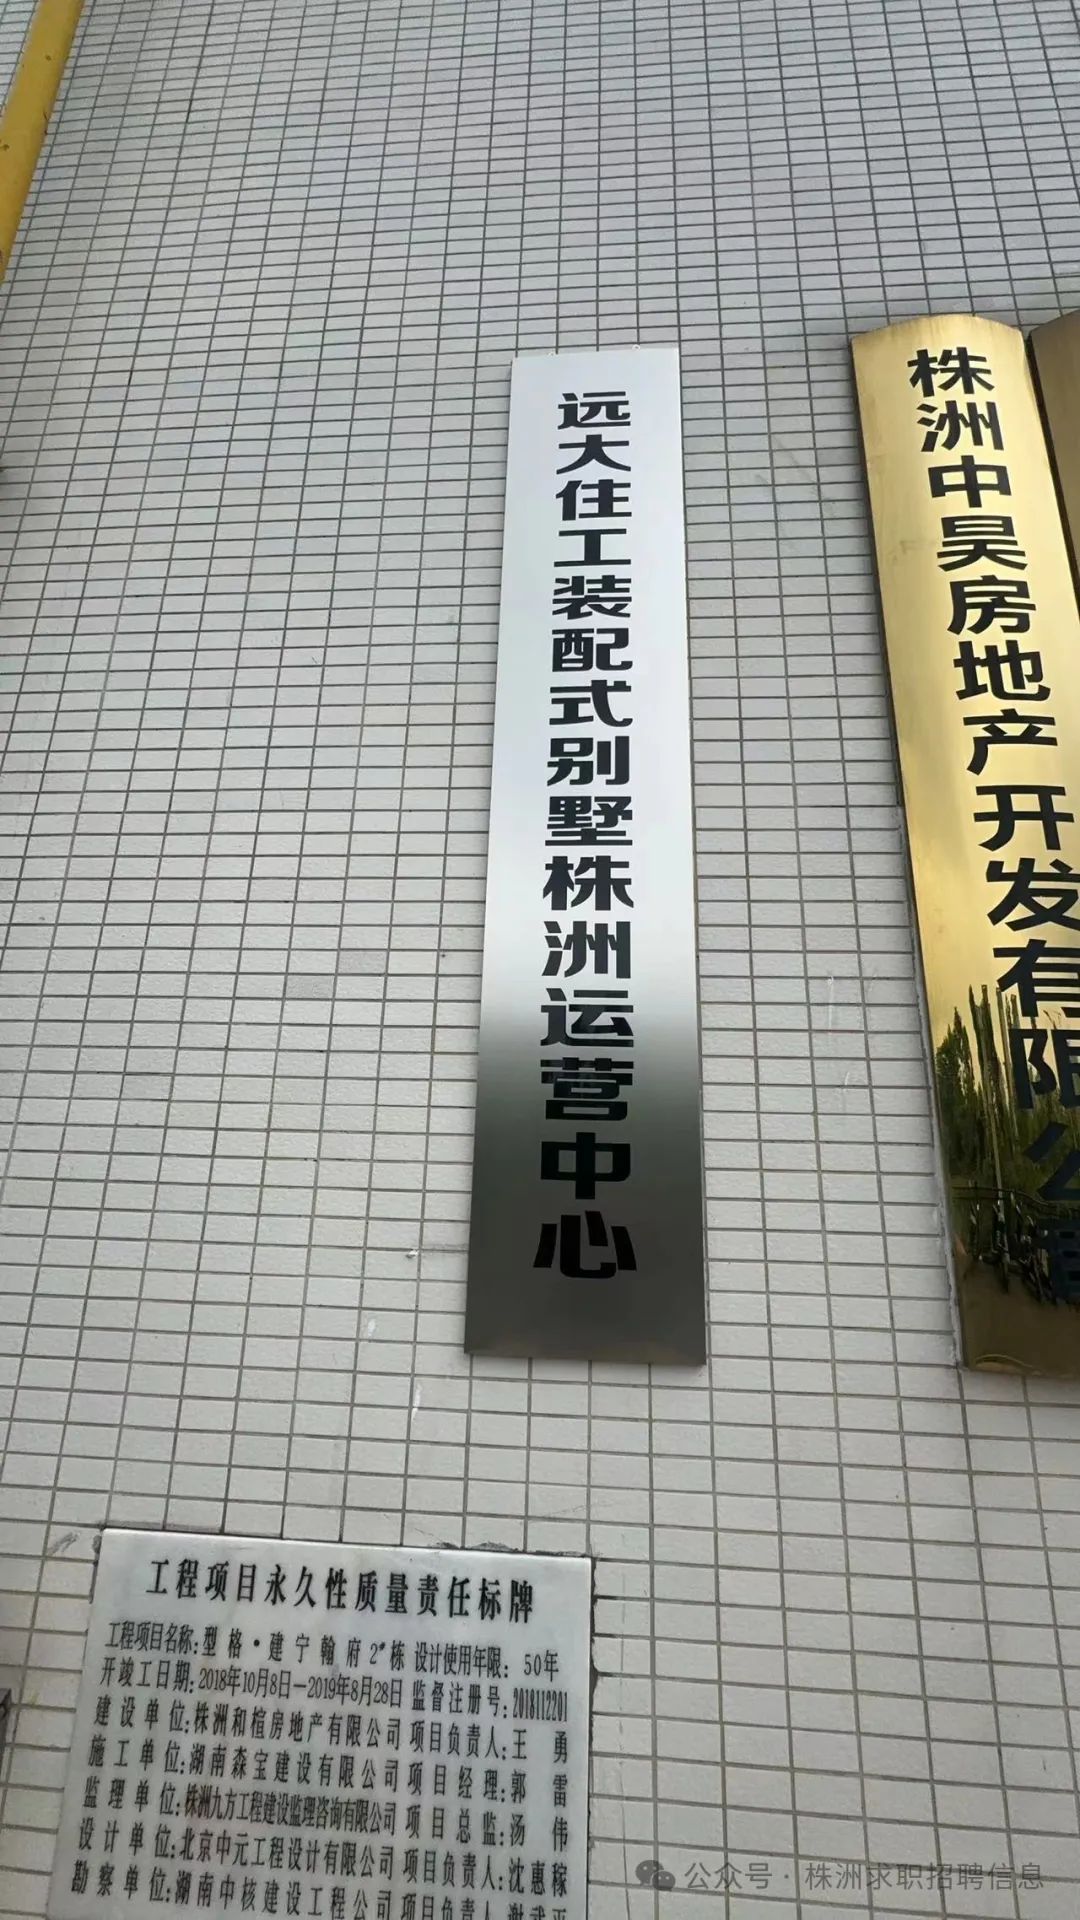 远大住工装配式别墅株洲运营中心
株洲中昊房地产开发有限公
工程项目永久性质量责任标牌
工程项目名称:型格·建宁翰府2#栋 设计使用年限: 50年
开竣工日期:2018年10月8日—2019年8月28日 监督注册号:2018112201
建设单位:株洲和楦房地产有限公司 项目负责人:王 勇
施工单位:湖南森宝建设有限公司 项目经理:郭 雷
监理单位:株洲九方工程建设监理咨询有限公司 项目总监:汤 伟
设计单位:北京中元工程设计有限公司 项目负责人:沈惠稼
勘察单位:湖南中核建设工程公司 项目负责人:谢武平
公众号·株洲求职招聘信息